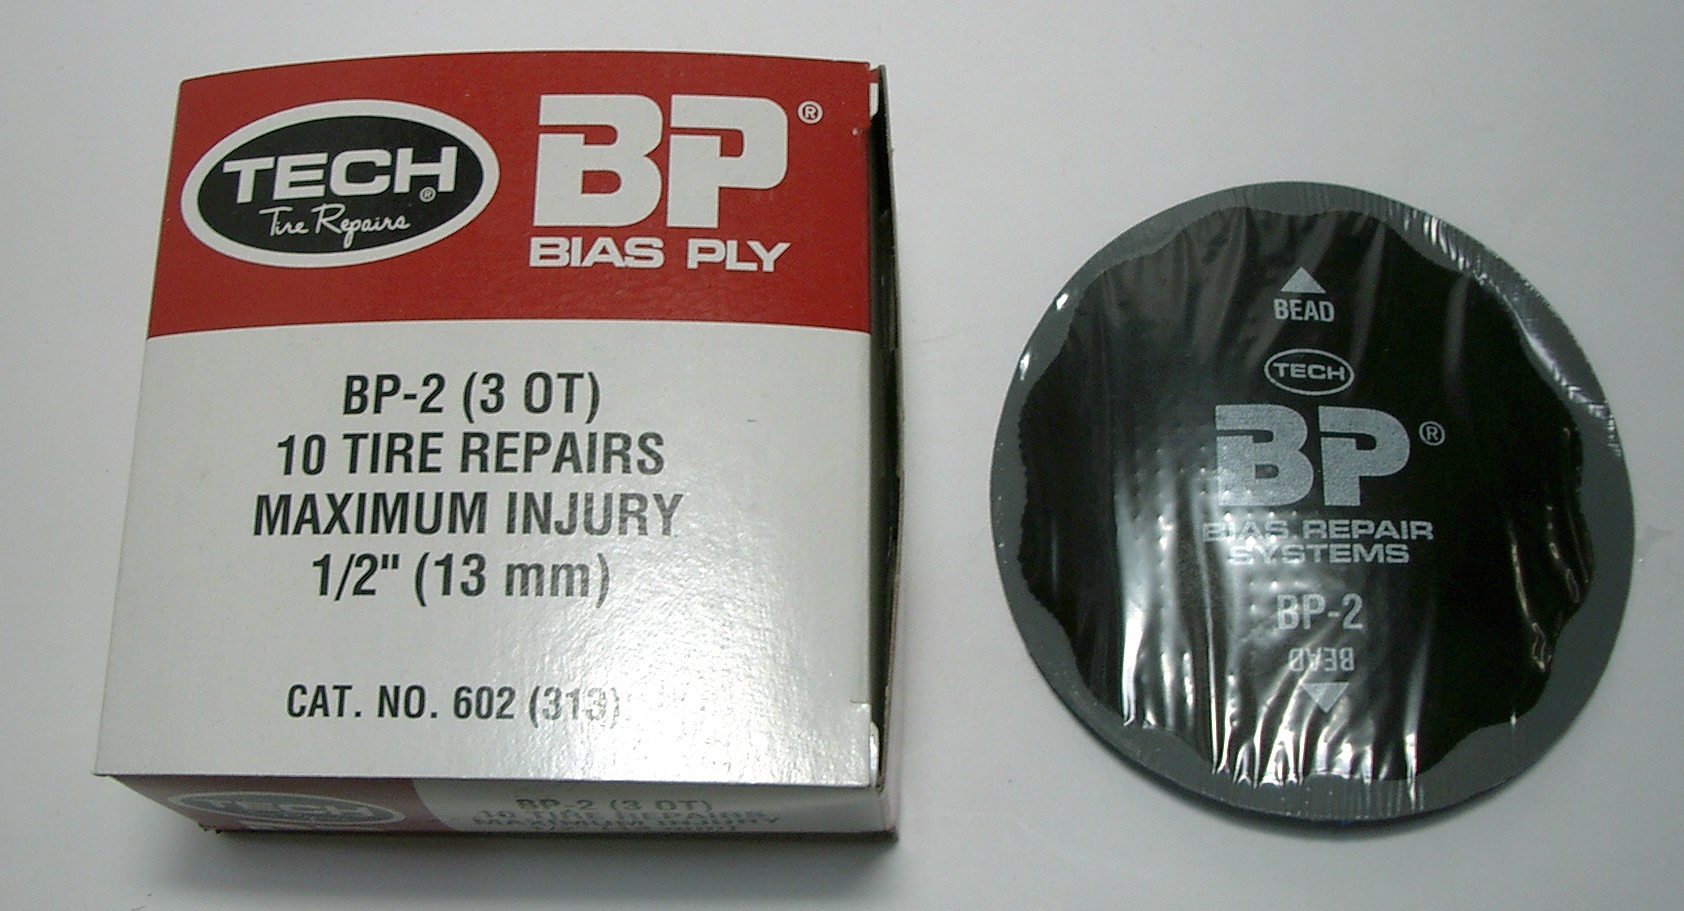 TECH®
Tire Repairs
BP®
BIAS PLY
BP-2 (3 OT)
10 TIRE REPAIRS
MAXIMUM INJURY
1/2" (13 mm)
CAT. NO. 602 (313)
TECH
BP-2 (3 OT)
10 TIRE REPAIRS
MAXIMUM INJURY
BEAD
TECH
BP®
BIAS REPAIR
SYSTEMS
BP-2
BEAD